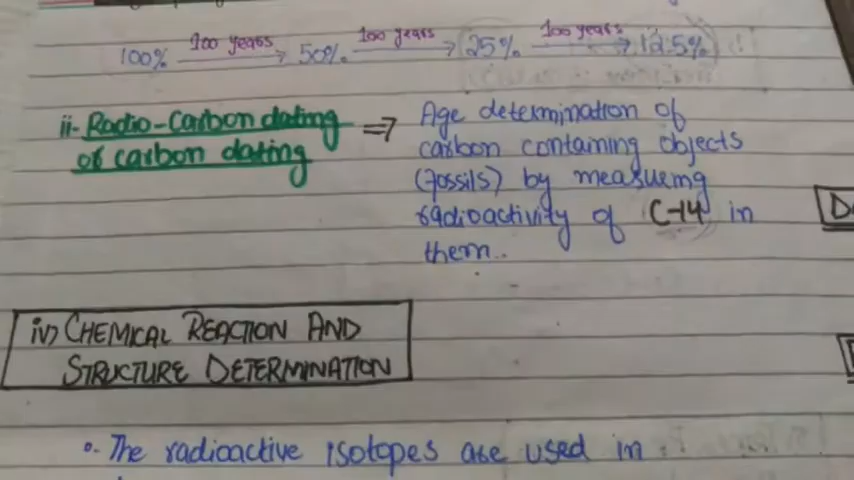 100% 100 years → 50% 100 years → 25% 100 years → 12.5%
ii- Radio-Carbon dating ⇒ Age determination of
or carbon dating carbon containing objects
(fossils) by measureing
radioactivity of C-14 in
them..
iv) CHEMICAL REACTION AND
STRUCTURE DETERMINATION
The radioactive isotopes are used in